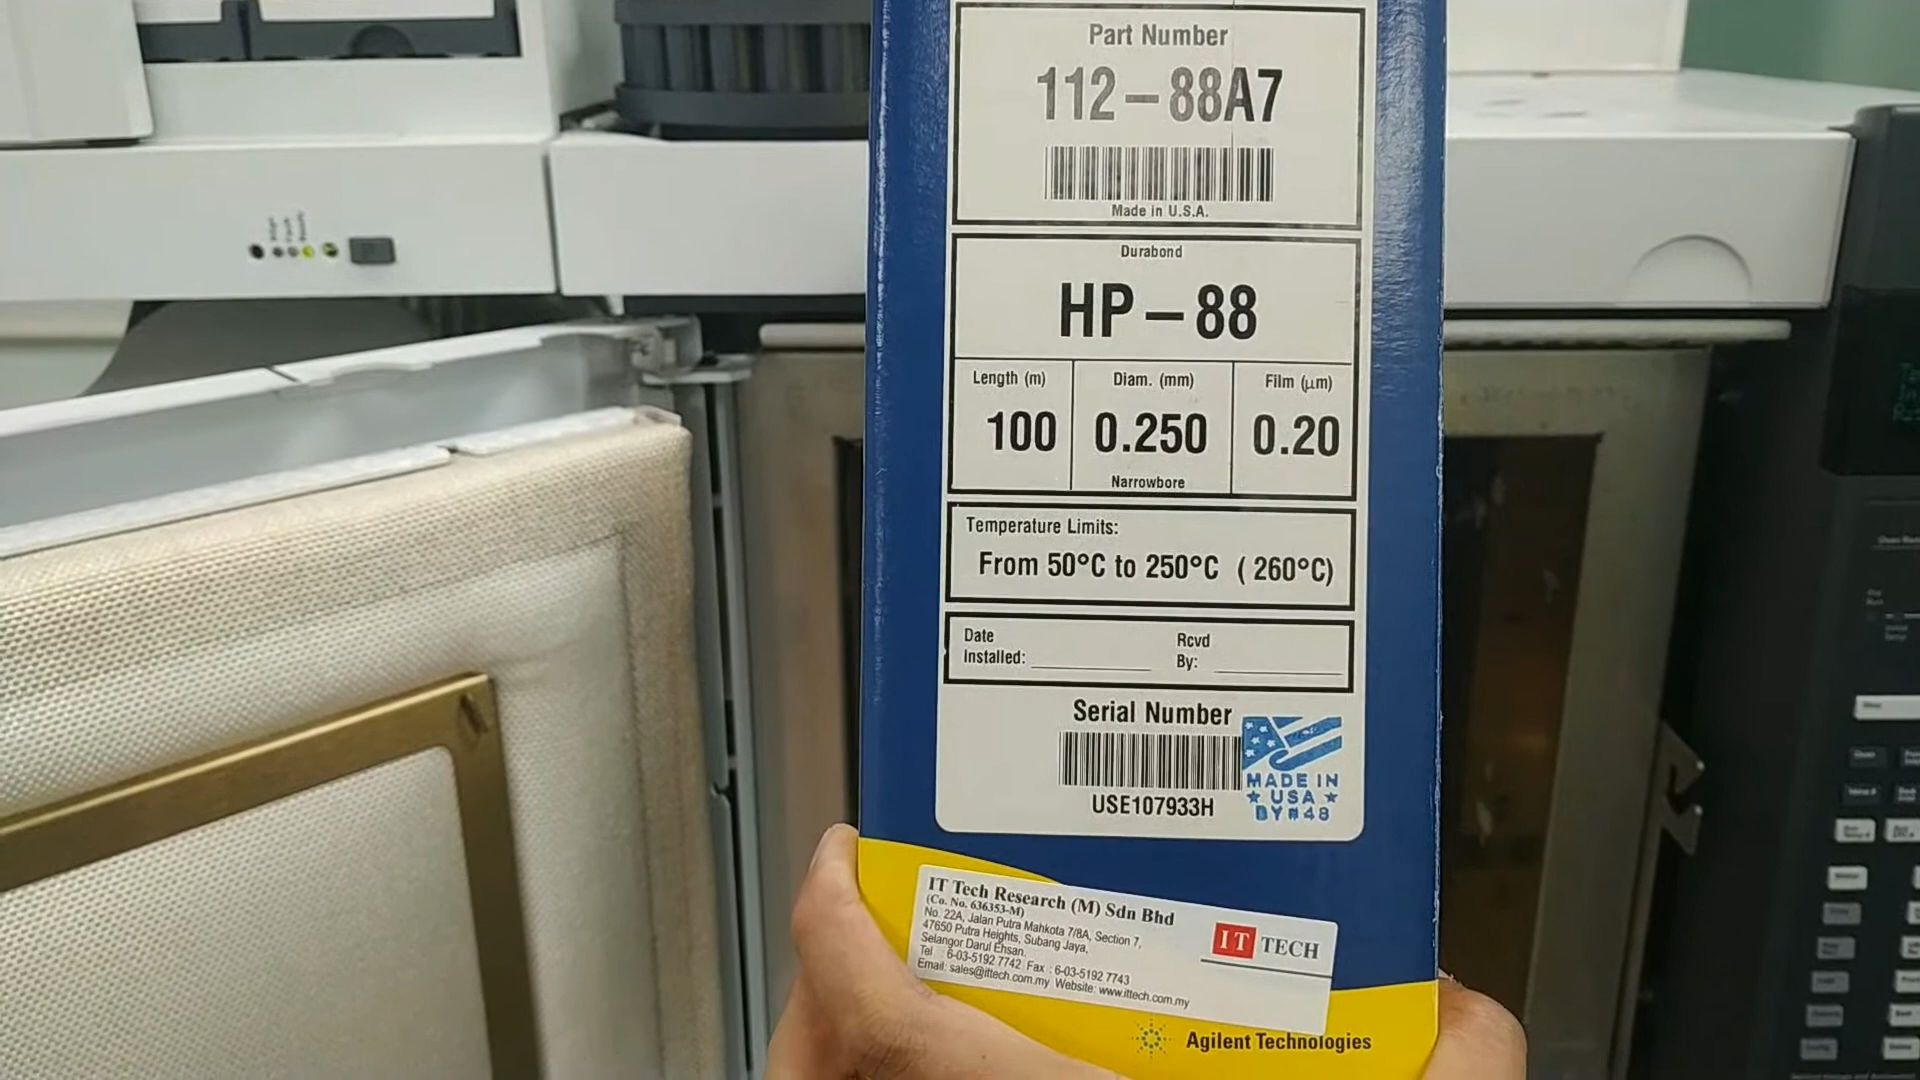 Part Number
112-88A7
Made in U.S.A.
Durabond
HP-88
Length (m)
Diam. (mm)
Film (µm)
100
0.250
0.20
Narrowbore
Temperature Limits:
From 50°C to 250°C (260°C)
Date
Installed:
Rcvd
By:
Serial Number
USE107933H
MADE IN
★ USA ★
BY#48
IT Tech Research (M) Sdn Bhd
(Co. No. 636353-M)
No. 22A, Jalan Putra Mahkota 7/8A, Section 7,
47650 Putra Heights, Subang Jaya,
Selangor Darul Ehsan.
Tel 6-03-5192 7742 Fax : 6-03-5192 7743
Email: sales@ittech.com.my Website: www.ittech.com.my
IT TECH
Agilent Technologies